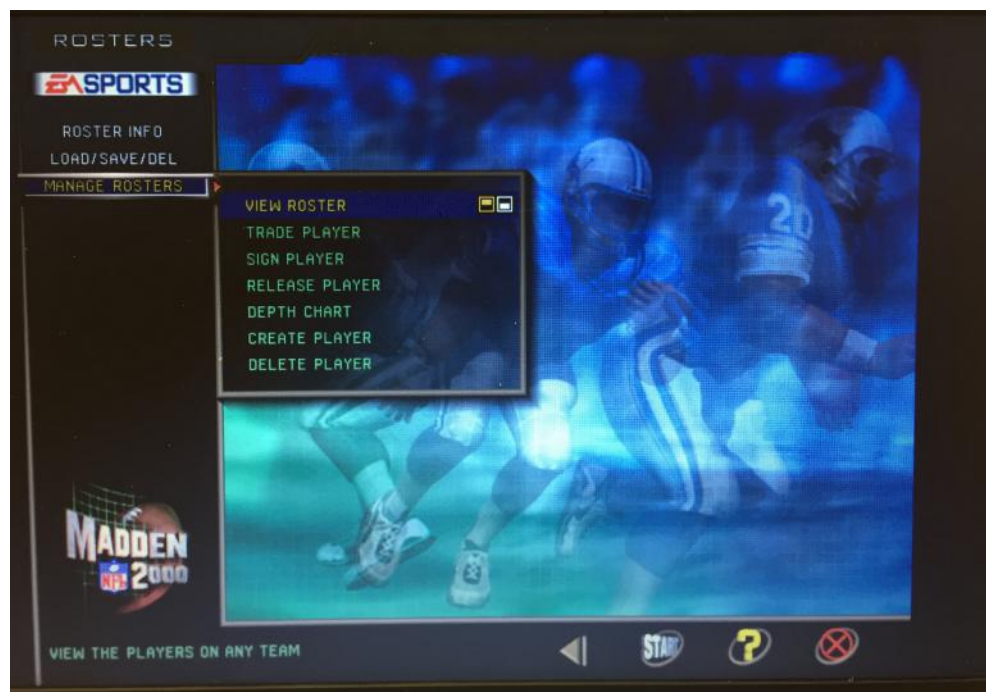 ROSTERS
EA SPORTS
ROSTER INFO
LOAD/SAVE/DEL
MANAGE ROSTERS
VIEW ROSTER
TRADE PLAYER
SIGN PLAYER
RELEASE PLAYER
DEPTH CHART
CREATE PLAYER
DELETE PLAYER
20
MADDEN
NFL 2000
VIEW THE PLAYERS ON ANY TEAM
START
?